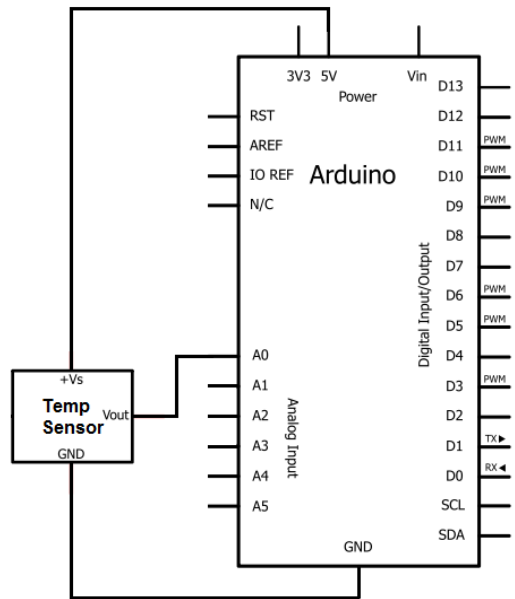 3V3 5V Vin
Power
D13
RST D12
AREF D11 PWM
IO REF Arduino D10 PWM
N/C D9 PWM
D8
D7
D6 PWM
Digital Input/Output
D5 PWM
A0 D4
+Vs A1 D3 PWM
Temp Vout A2 D2
Sensor
Analog Input
GND A3 D1 TX▶
A4 D0 RX◀
A5 SCL
SDA
GND